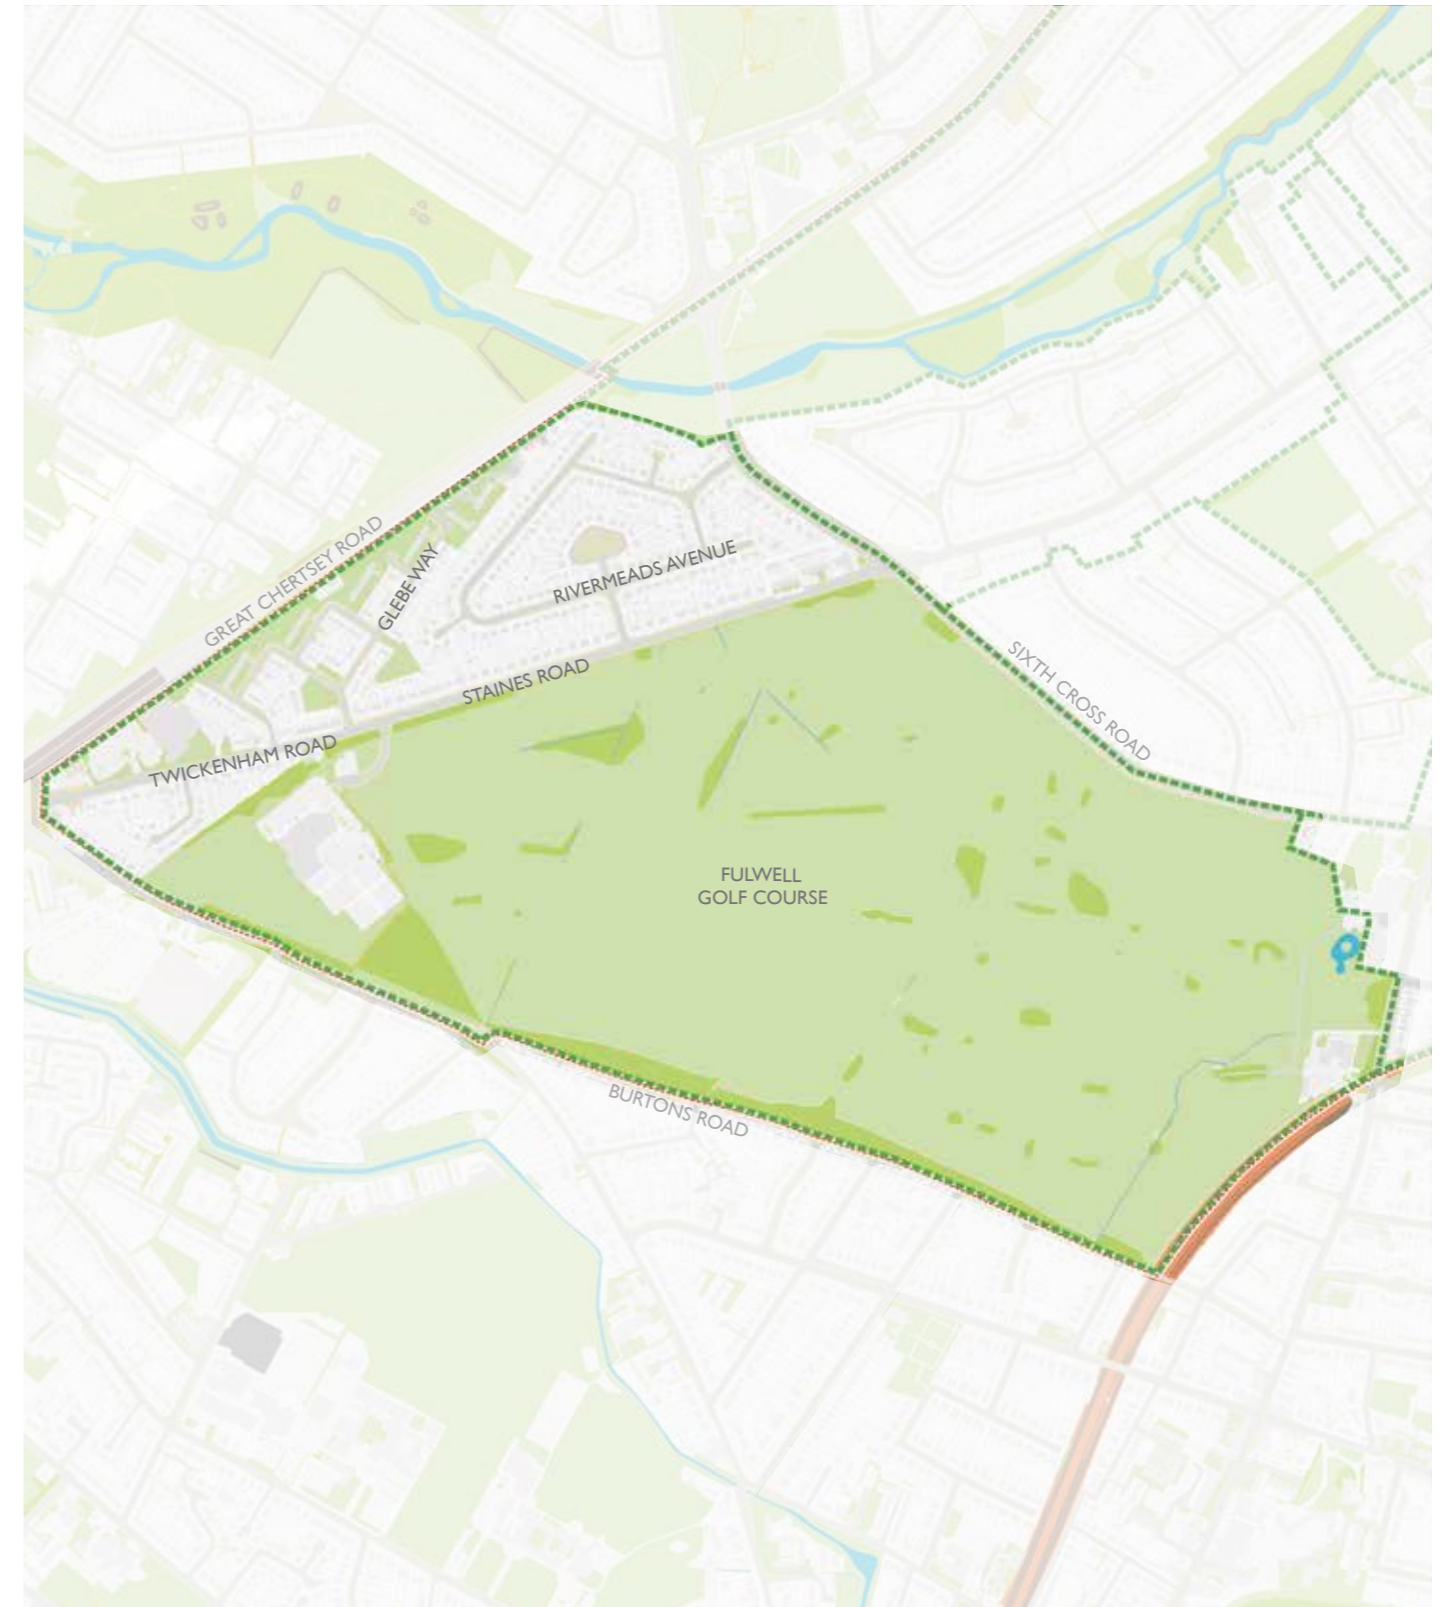 GREAT CHERTSEY ROAD
GLEBE WAY
RIVERMEADS AVENUE
STAINES ROAD
TWICKENHAM ROAD
SIXTH CROSS ROAD
FULWELL
GOLF COURSE
BURTONS ROAD